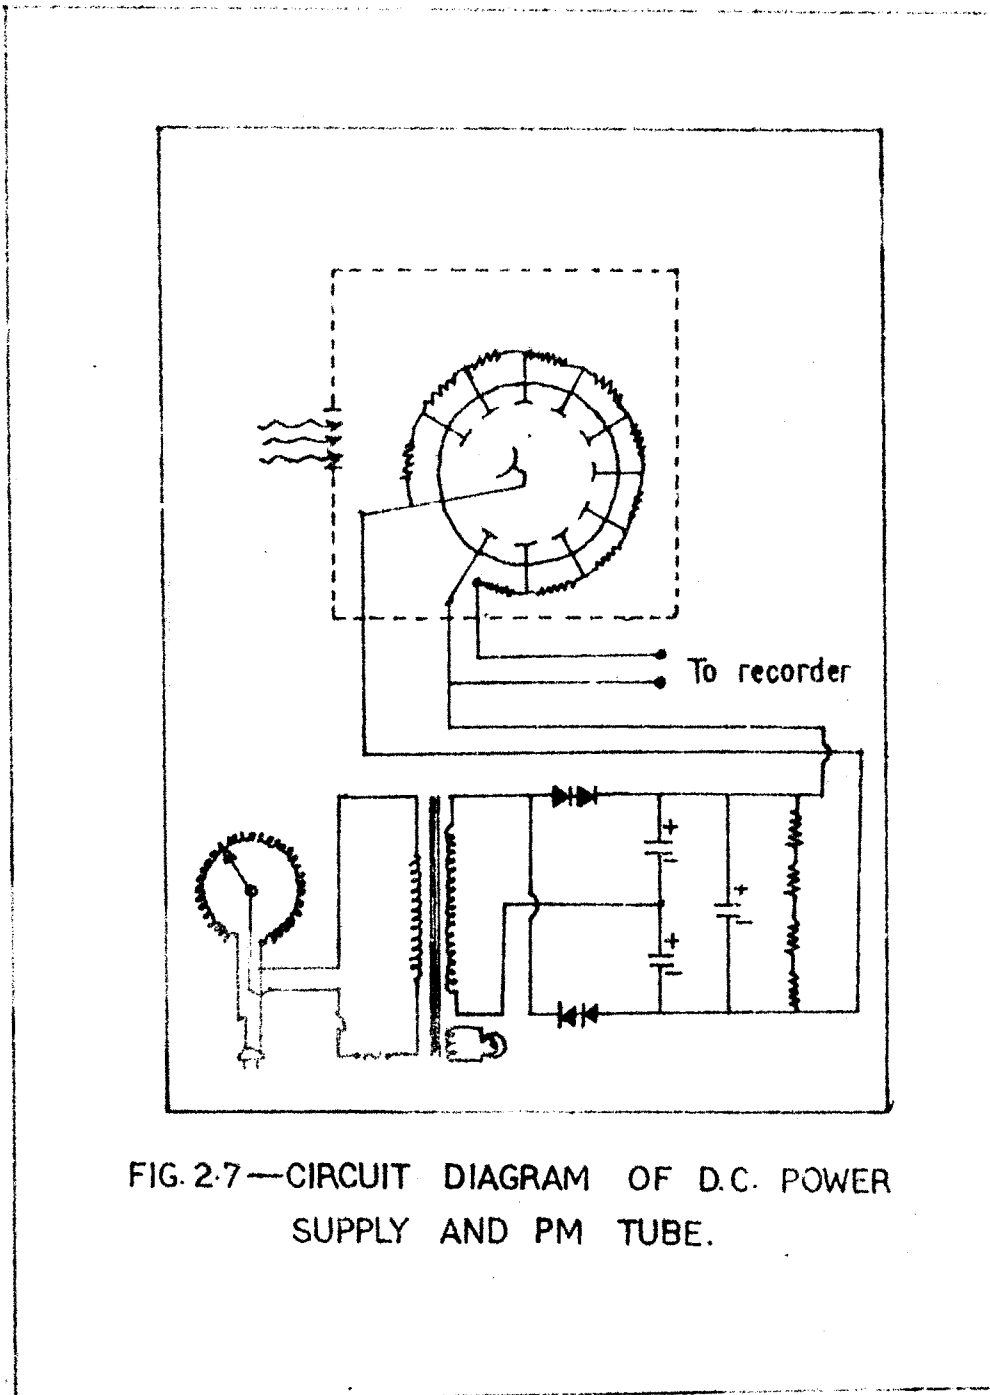 To recorder
+
+
+
FIG. 2.7—CIRCUIT DIAGRAM OF D.C. POWER
SUPPLY AND PM TUBE.